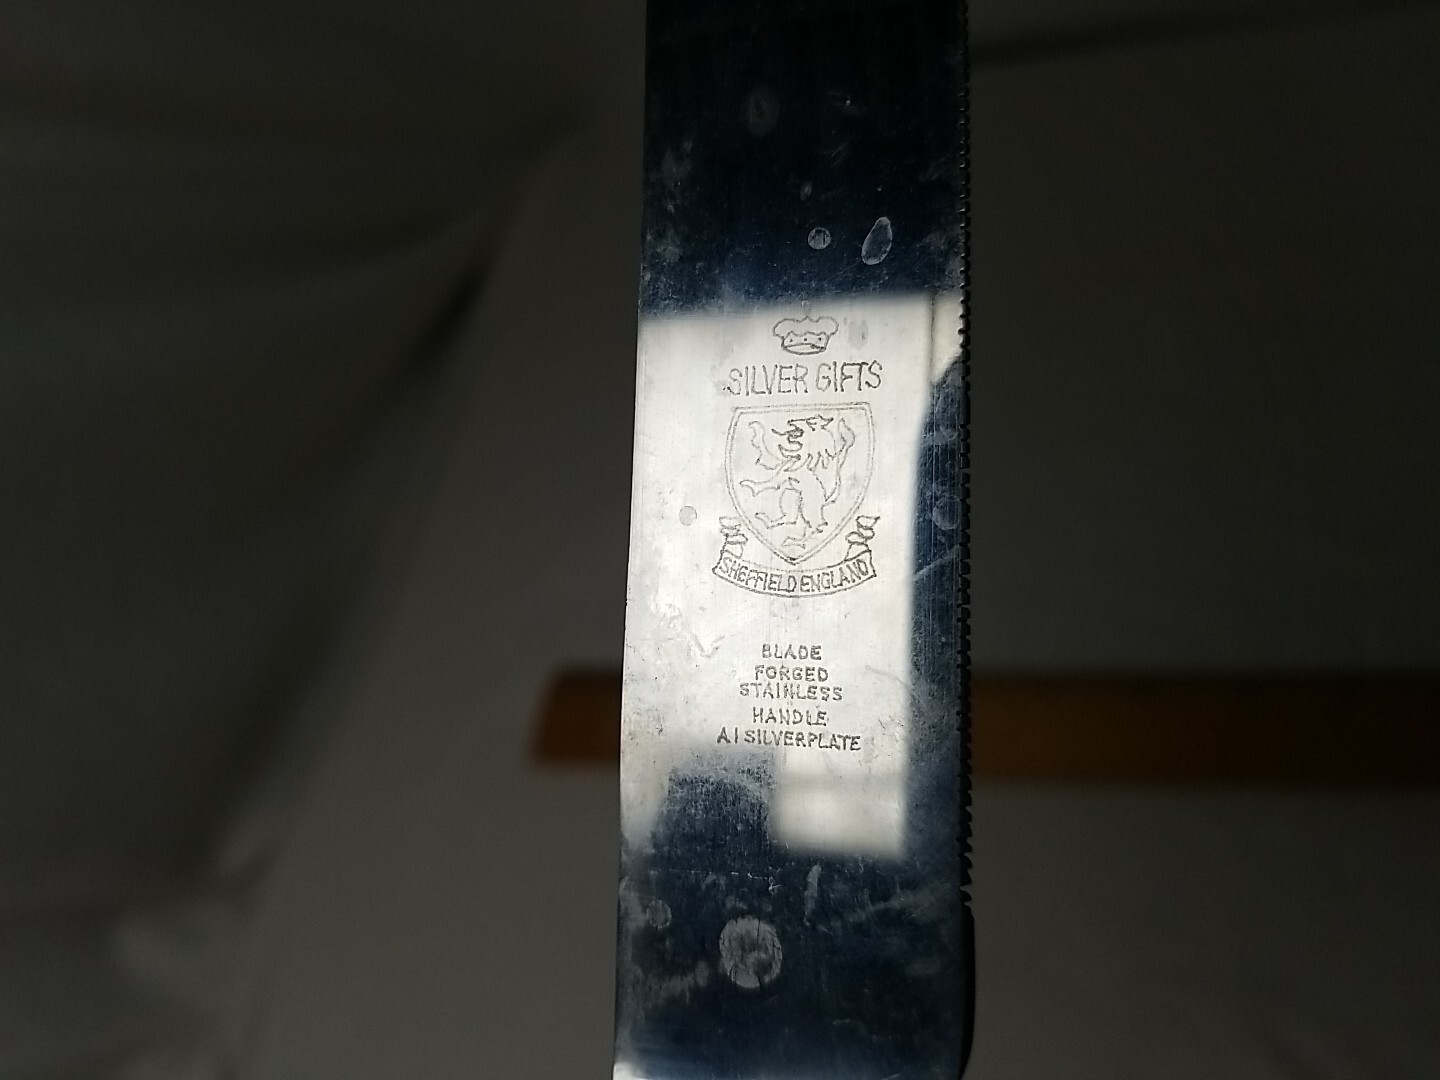 SILVER GIFTS
SHEFFIELD ENGLAND
BLADE
FORGED
STAINLESS
HANDLE
A1 SILVERPLATE